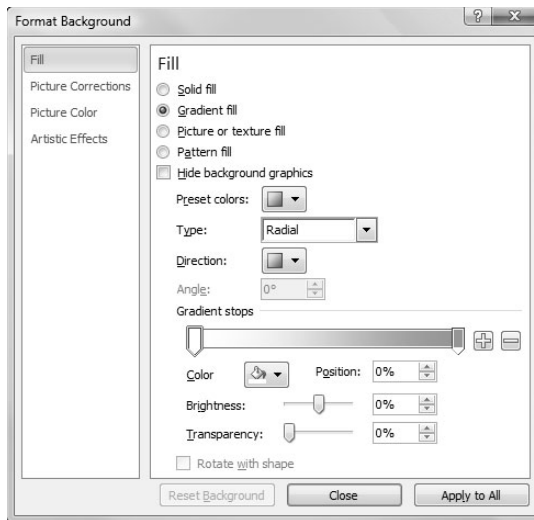 Format Background
?
X
Fill
Picture Corrections
Picture Color
Artistic Effects
Fill
Solid fill
Gradient fill
Picture or texture fill
Pattern fill
Hide background graphics
Preset colors:
Type: Radial
Direction:
Angle: 0°
Gradient stops
Color Position: 0%
Brightness: 0%
Transparency: 0%
Rotate with shape
Reset Background Close Apply to All